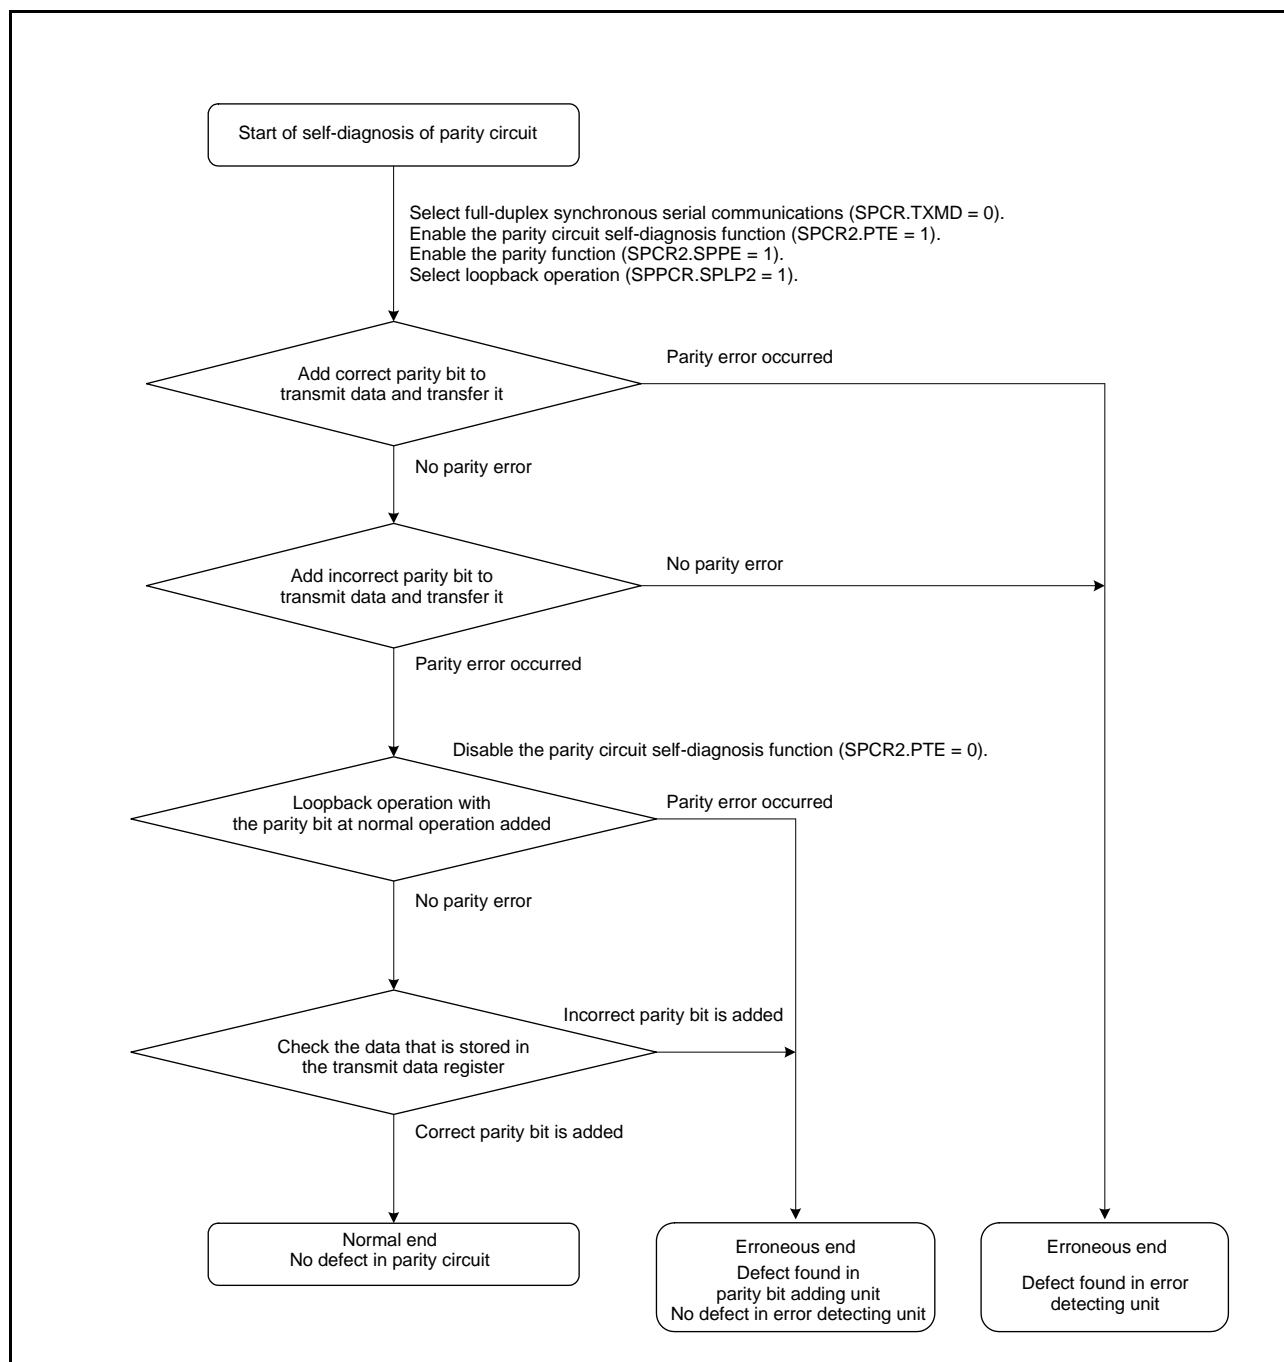 Start of self-diagnosis of parity circuit
Select full-duplex synchronous serial communications (SPCR.TXMD = 0).
Enable the parity circuit self-diagnosis function (SPCR2.PTE = 1).
Enable the parity function (SPCR2.SPPE = 1).
Select loopback operation (SPPCR.SPLP2 = 1).
Parity error occurred
Add correct parity bit to
transmit data and transfer it
No parity error
No parity error
Add incorrect parity bit to
transmit data and transfer it
Parity error occurred
Disable the parity circuit self-diagnosis function (SPCR2.PTE = 0).
Parity error occurred
Loopback operation with
the parity bit at normal operation added
No parity error
Incorrect parity bit is added
Check the data that is stored in
the transmit data register
Correct parity bit is added
Normal end
No defect in parity circuit
Erroneous end
Defect found in
parity bit adding unit
No defect in error detecting unit
Erroneous end
Defect found in error
detecting unit